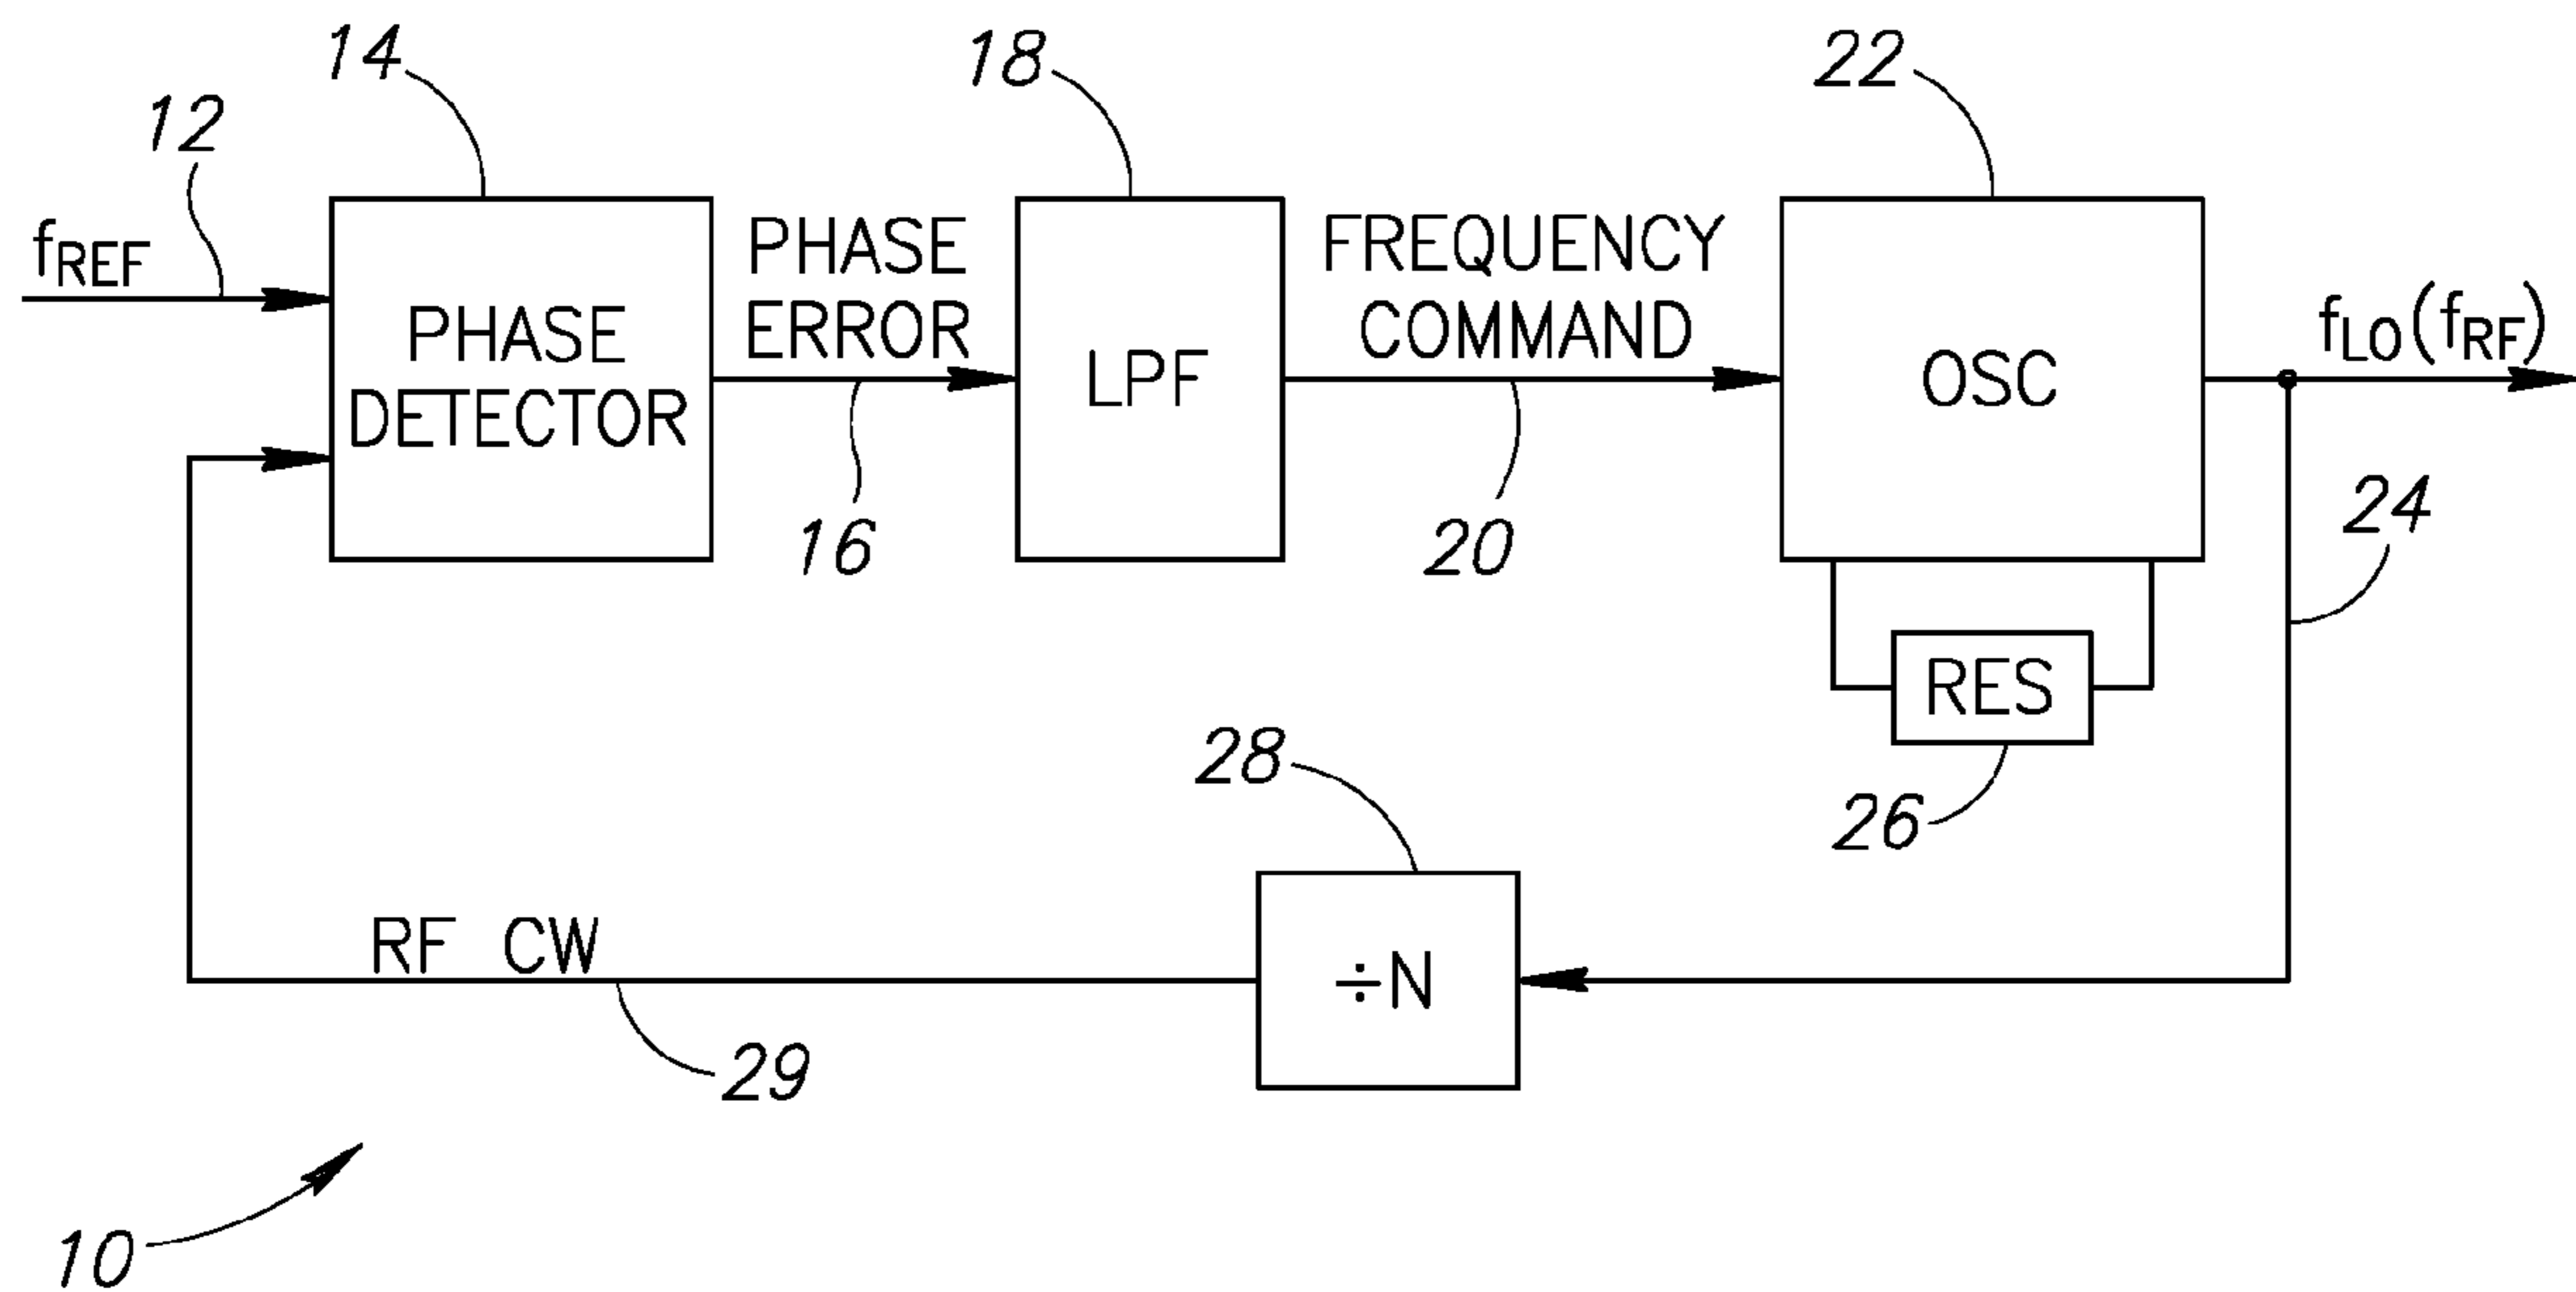 14
18
22
12
f_REF
PHASE DETECTOR
PHASE ERROR
LPF
FREQUENCY COMMAND
OSC
f_LO(f_RF)
16
20
24
RES
26
28
÷N
RF CW
29
10